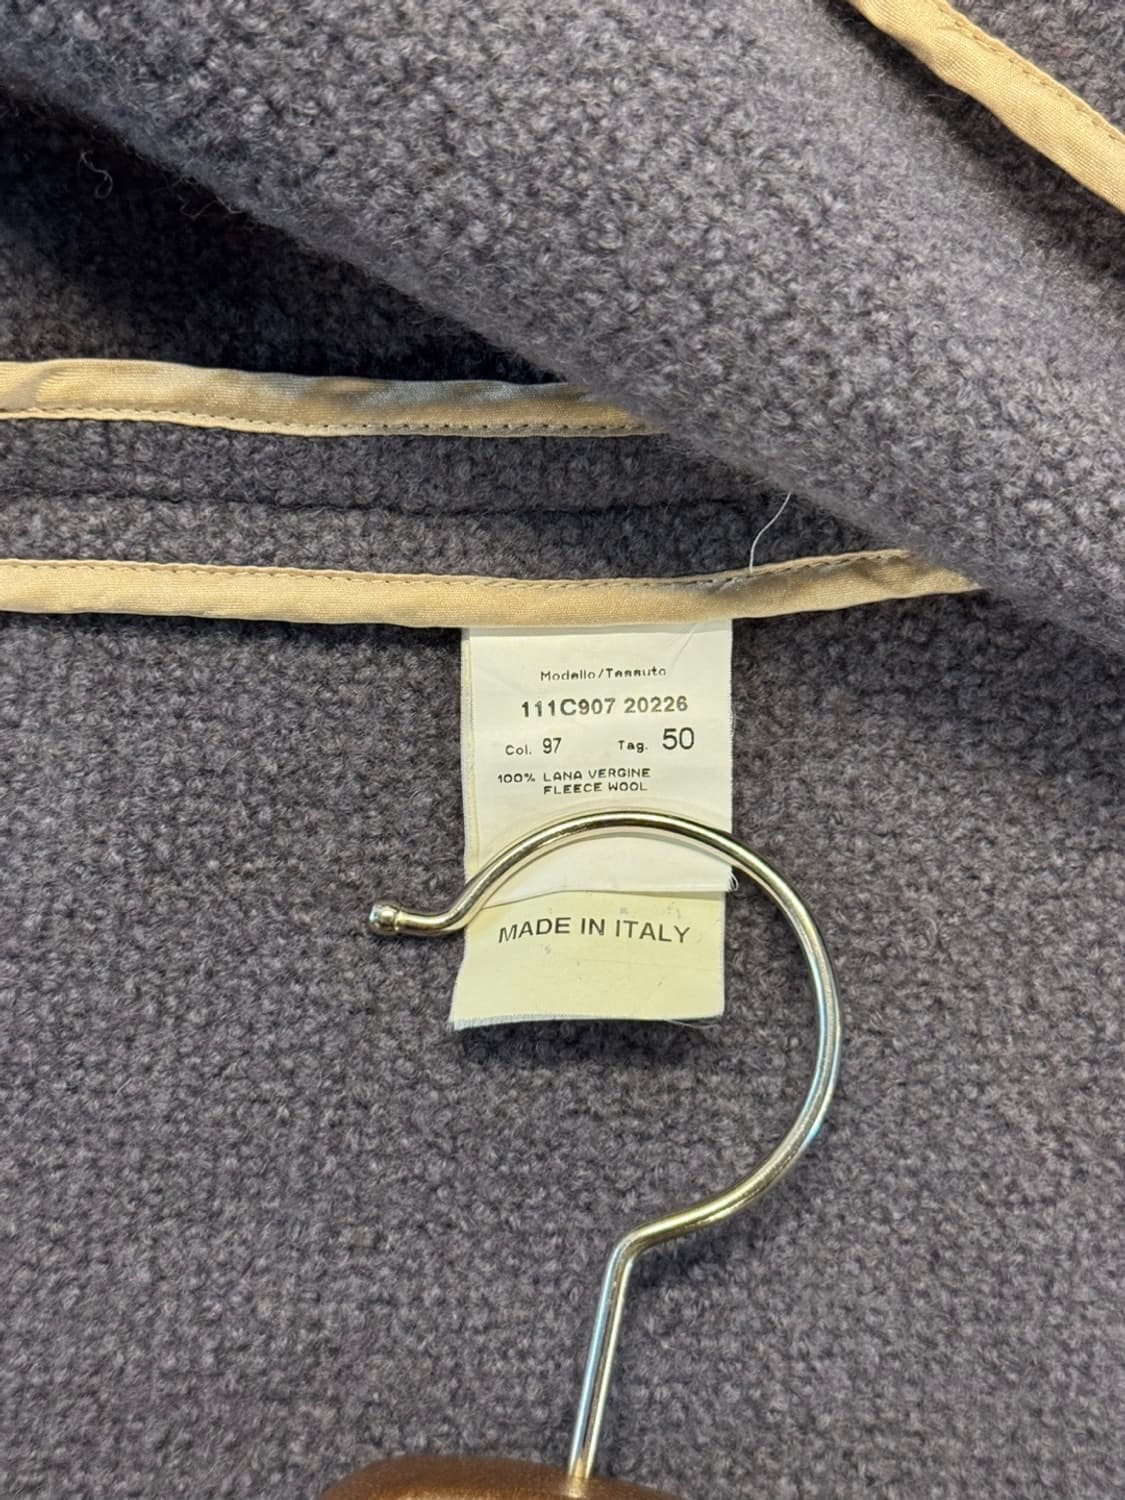 Modello/Tessuto
111C907 20226
Col. 97 Tag. 50
100% LANA VERGINE
FLEECE WOOL
MADE IN ITALY